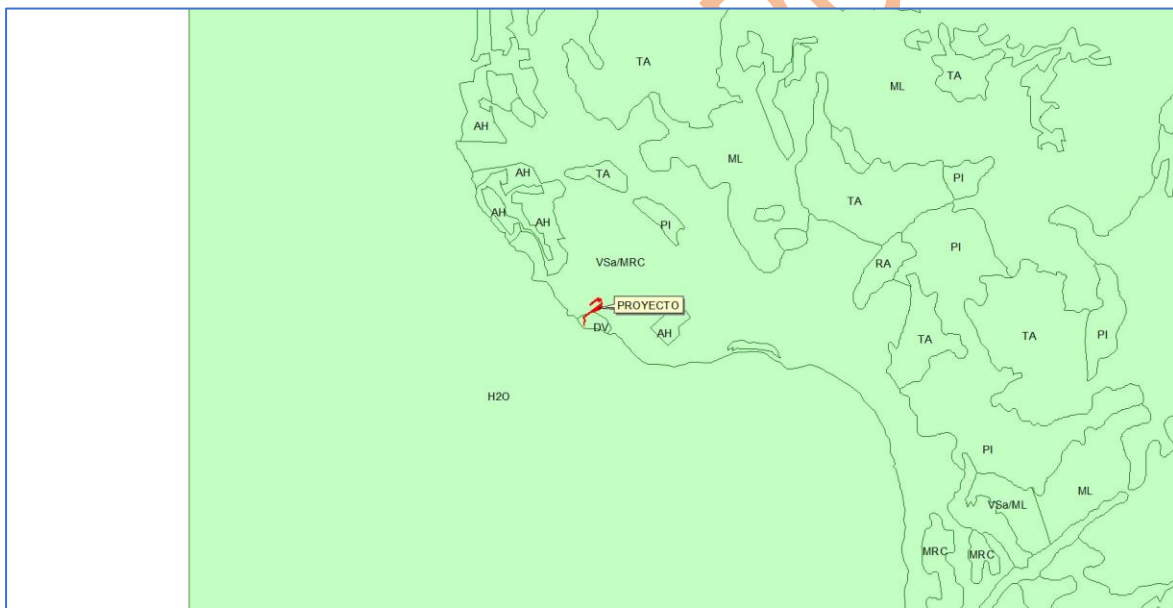 TA
TA
ML
AH
ML
AH
TA
PI
AH
TA
AH
PI
PI
VSa/MRC
RA
PROYECTO
DV
AH
TA
TA
PI
H2O
PI
ML
VSa/ML
MRC
MRC